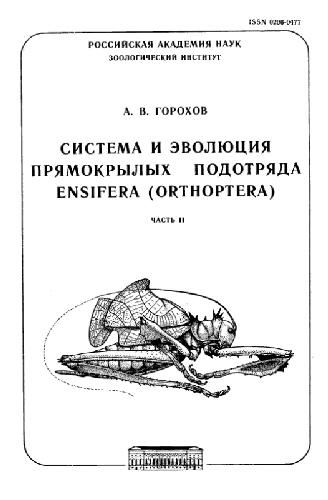 ISSN 0206-0477
РОССИЙСКАЯ АКАДЕМИЯ НАУК
ЗООЛОГИЧЕСКИЙ ИНСТИТУТ
А. В. ГОРОХОВ
СИСТЕМА И ЭВОЛЮЦИЯ
ПРЯМОКРЫЛЫХ ПОДОТРЯДА
ENSIFERA (ORTHOPTERA)
ЧАСТЬ II